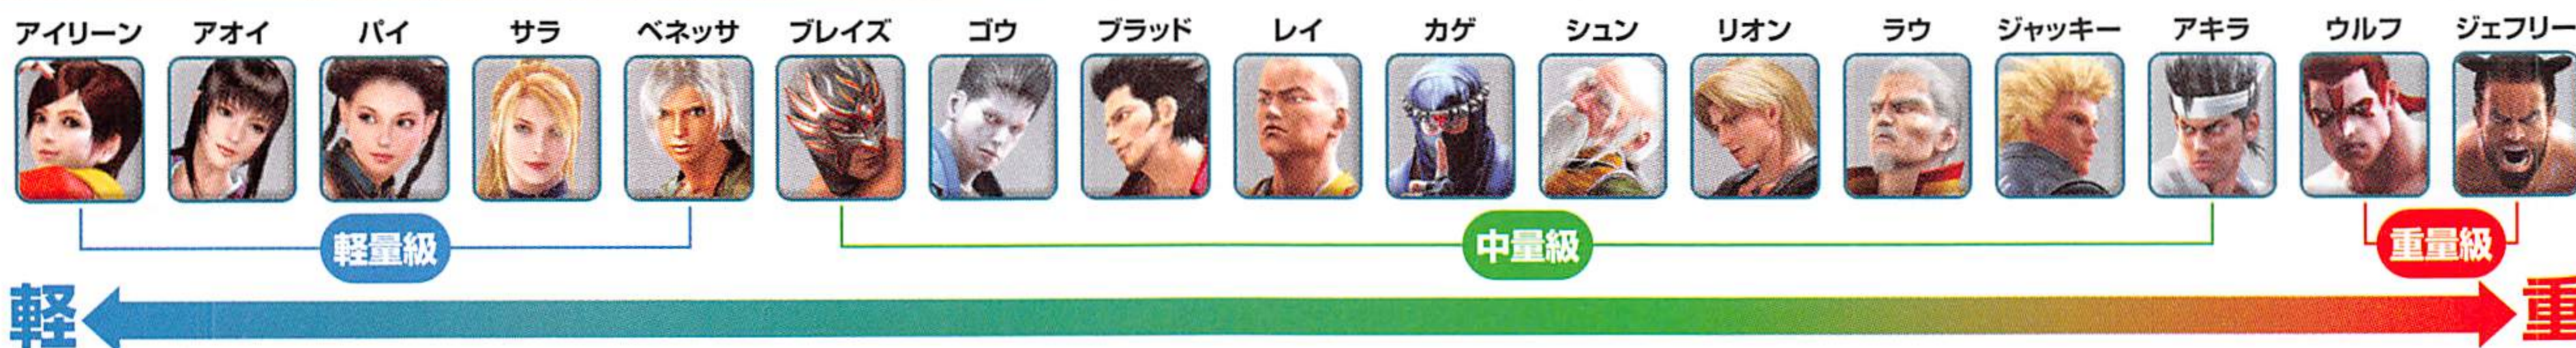 アイリーン アオイ パイ サラ ベネッサ ブレイズ ゴウ ブラッド レイ カゲ シュン リオン ラウ ジャッキー アキラ ウルフ ジェフリー
軽量級 中量級 重量級
軽 重